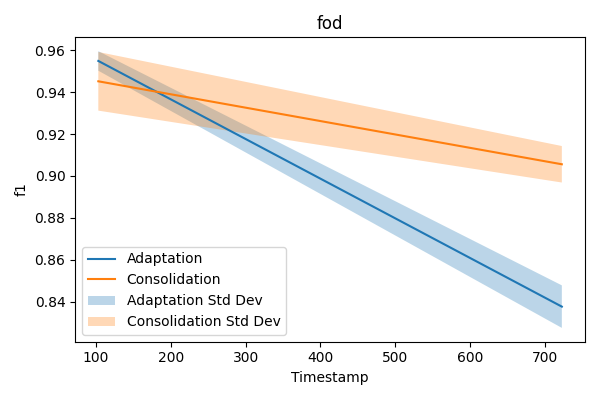 fod
0.96
0.94
0.92
0.90
0.88
0.86
0.84
f1
Adaptation
Consolidation
Adaptation Std Dev
Consolidation Std Dev
100 200 300 400 500 600 700
Timestamp